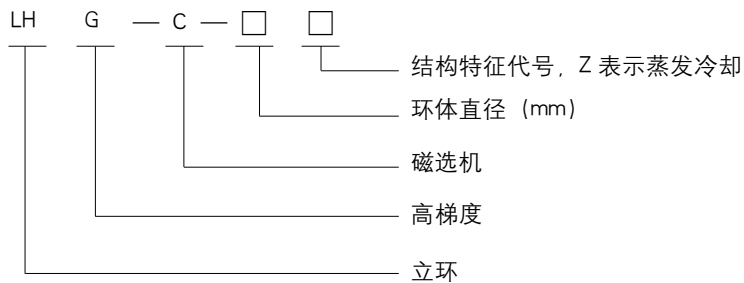 LH G — C — □ □
结构特征代号，Z 表示蒸发冷却
环体直径（mm）
磁选机
高梯度
立环